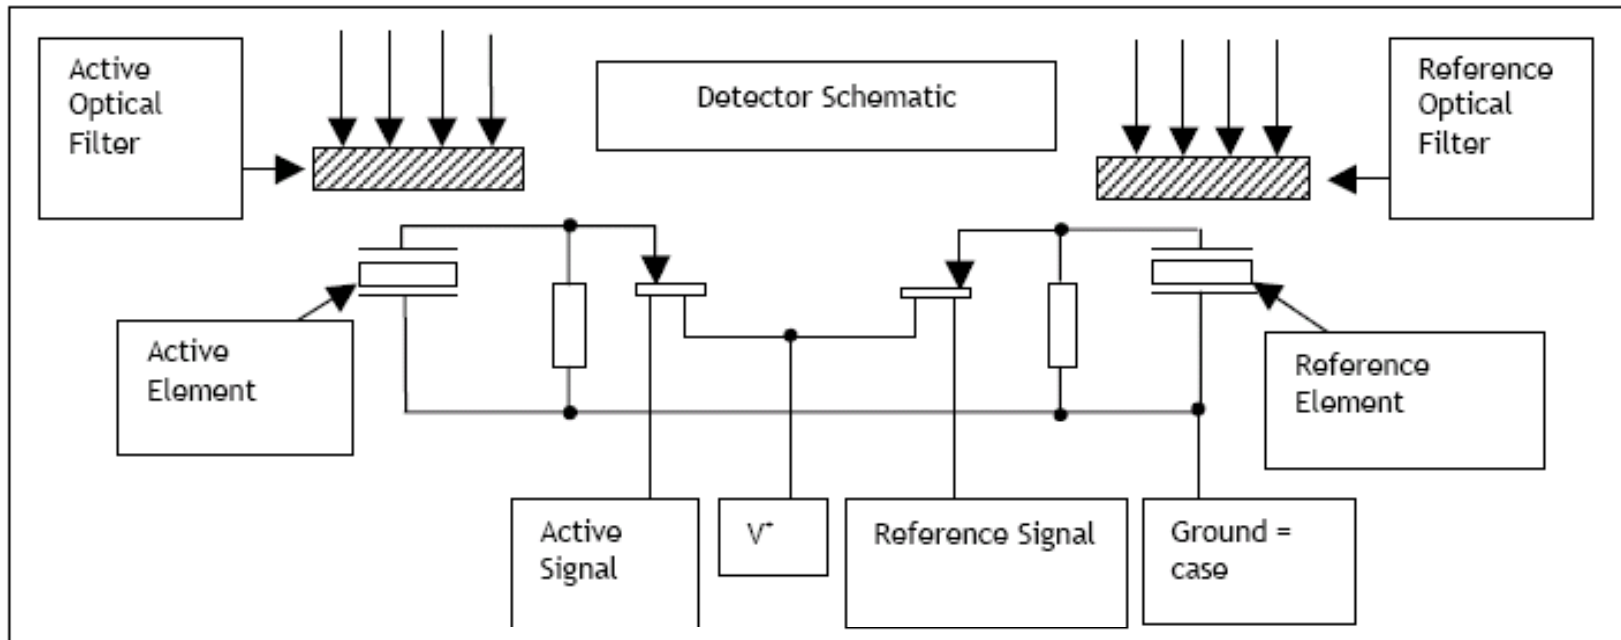 Active
Optical
Filter
Detector Schematic
Reference
Optical
Filter
Active
Element
Reference
Element
Active
Signal
V⁺
Reference Signal
Ground =
case